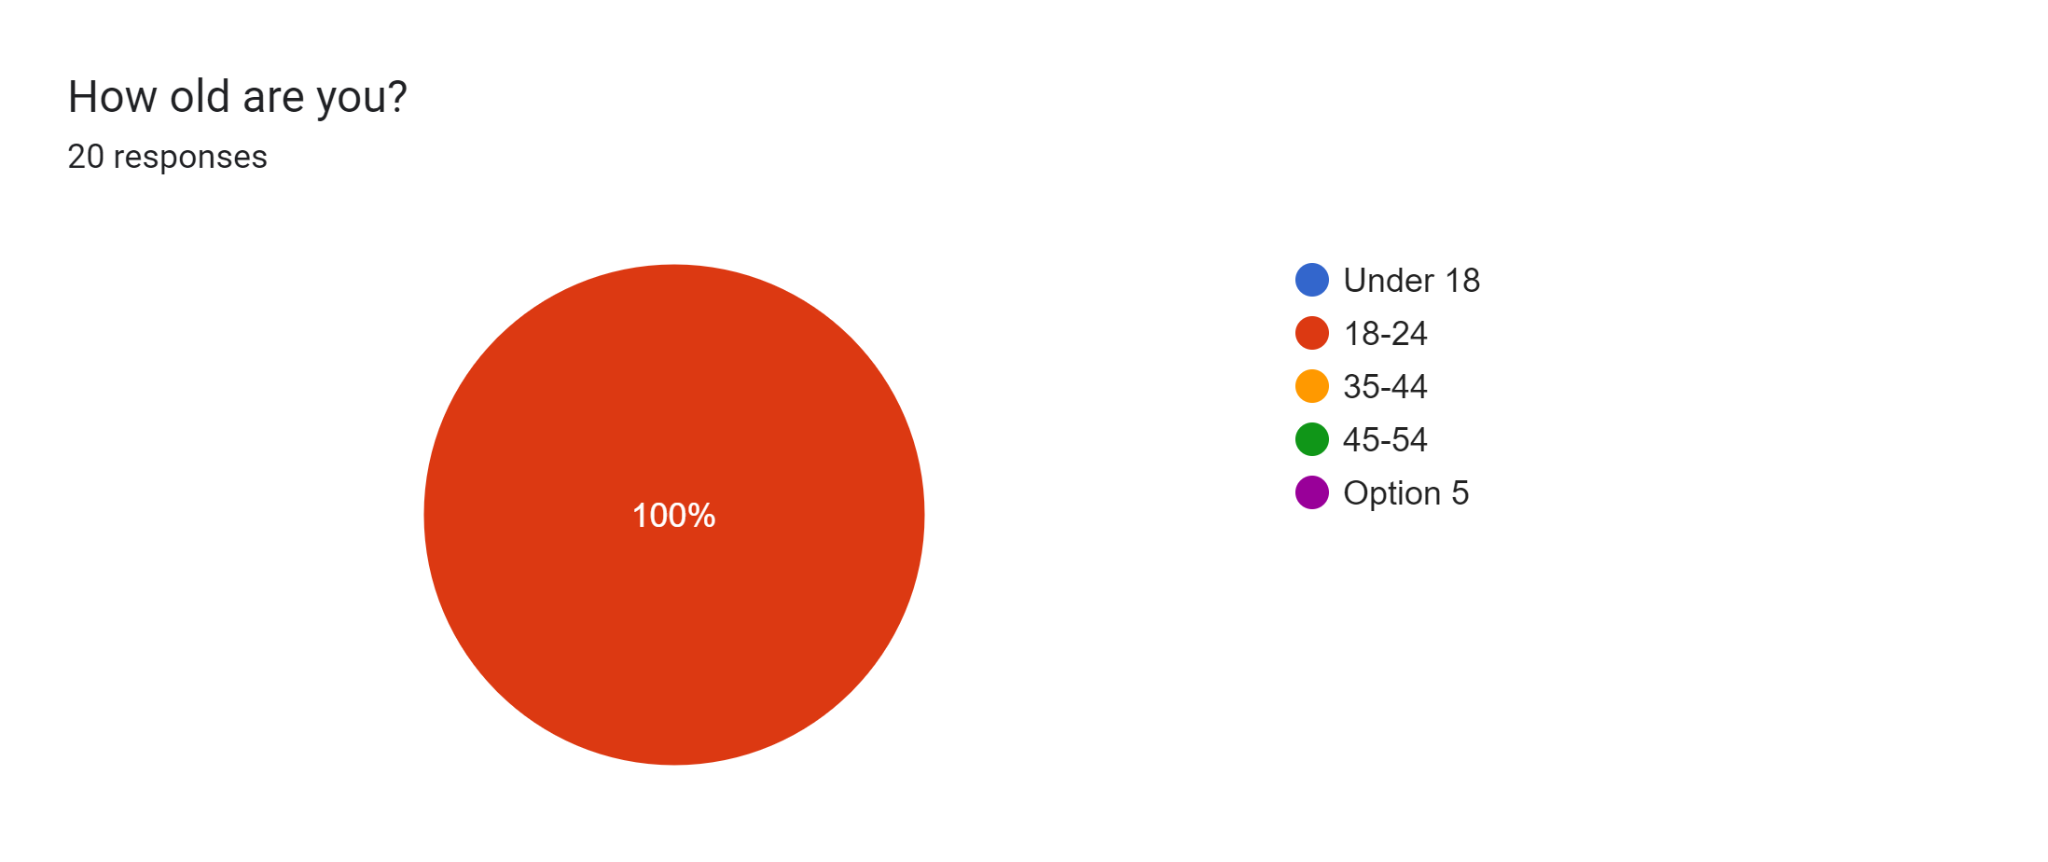 How old are you?
20 responses
100%
Under 18
18-24
35-44
45-54
Option 5